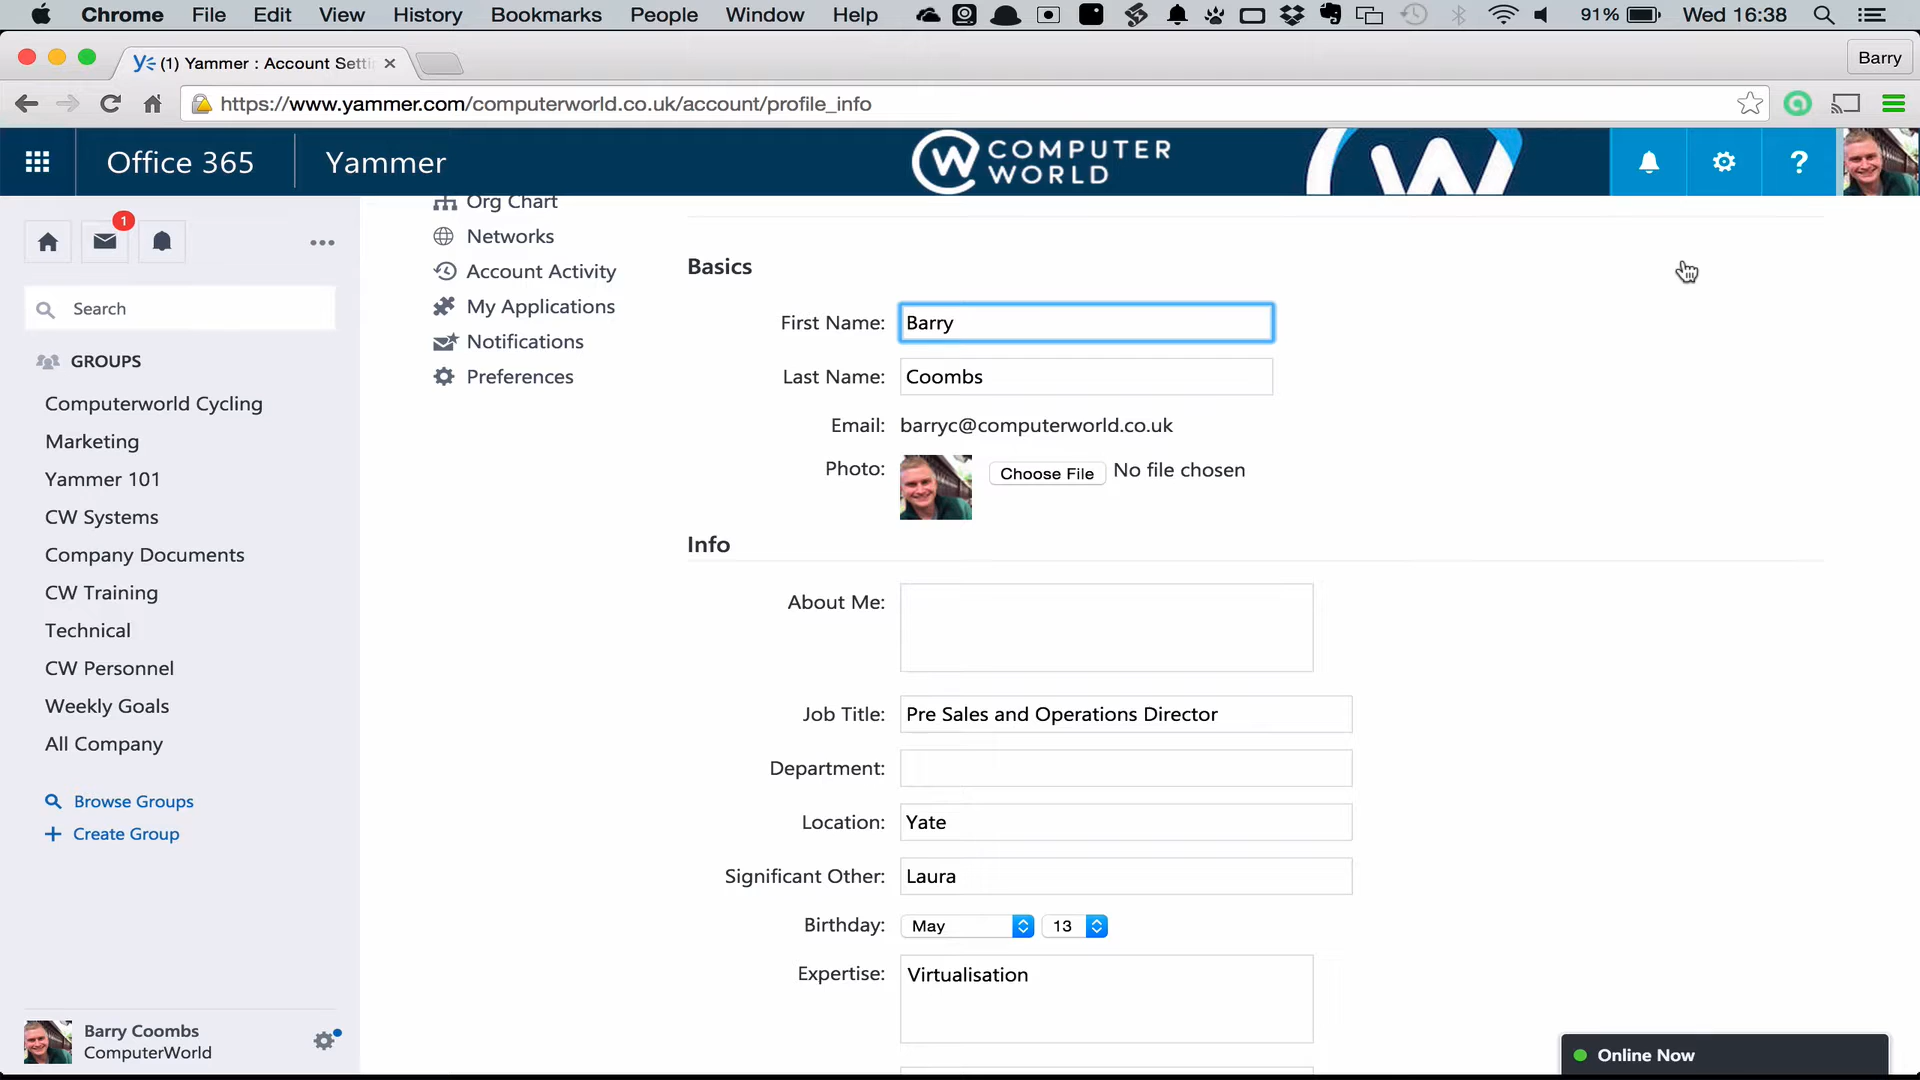 Chrome File Edit View History Bookmarks People Window Help 91% Wed 16:38
(1) Yammer : Account Setti
Barry
https://www.yammer.com/computerworld.co.uk/account/profile_info
Office 365 Yammer COMPUTER WORLD
1
Search
GROUPS
Computerworld Cycling
Marketing
Yammer 101
CW Systems
Company Documents
CW Training
Technical
CW Personnel
Weekly Goals
All Company
Browse Groups
Create Group
Barry Coombs
ComputerWorld
Org Chart
Networks
Account Activity
My Applications
Notifications
Preferences
Basics
First Name: Barry
Last Name: Coombs
Email: barryc@computerworld.co.uk
Photo: Choose File No file chosen
Info
About Me:
Job Title: Pre Sales and Operations Director
Department:
Location: Yate
Significant Other: Laura
Birthday: May 13
Expertise: Virtualisation
Online Now